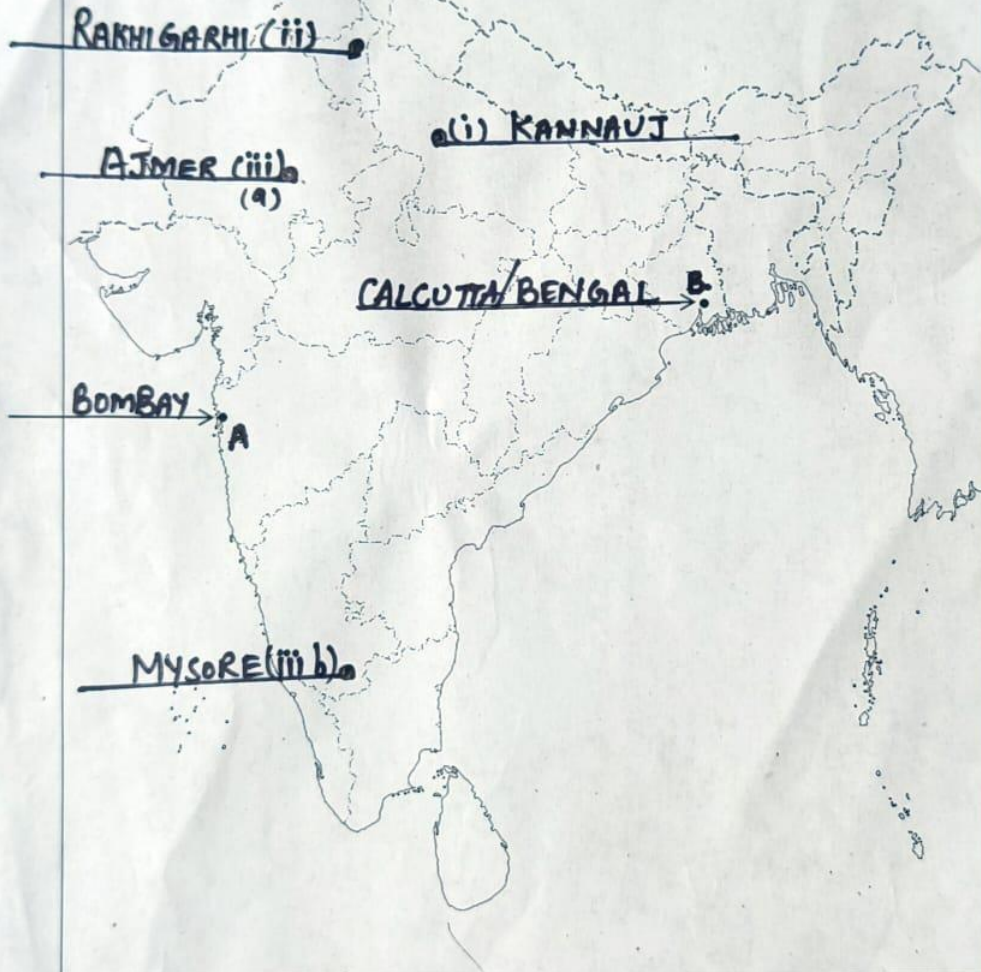 RAKHIGARHI (ii)
(i) KANNAUJ
AJMER (iii)
(a)
CALCUTTA/BENGAL B.
BOMBAY
A
MYSORE (iii b)